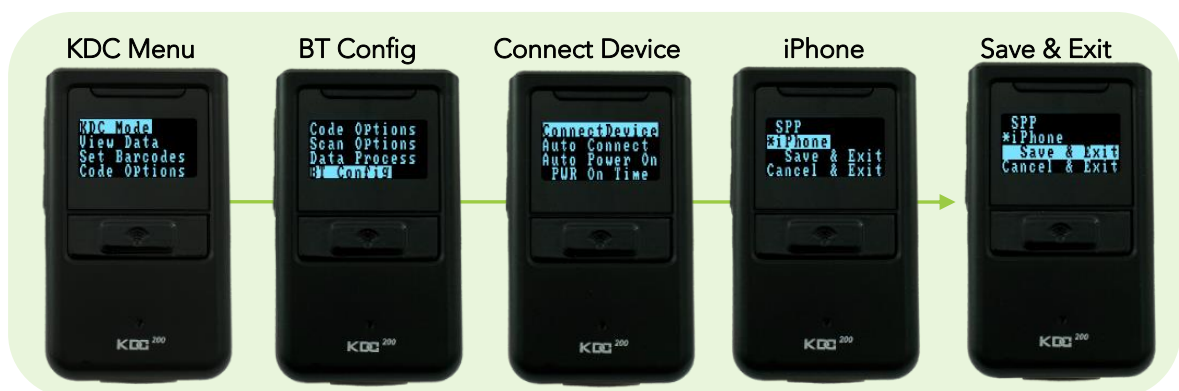 KDC Menu
BT Config
Connect Device
iPhone
Save & Exit
KDC Mode
View Data
Set Barcodes
Code Options
KDC 200
Code Options
Scan Options
Data Process
BT Config
KDC 200
ConnectDevice
Auto Connect
Auto Power On
PWR On Time
KDC 200
SPP
*iPhone
Save & Exit
Cancel & Exit
KDC 200
SPP
*iPhone
Save & Exit
Cancel & Exit
KDC 200